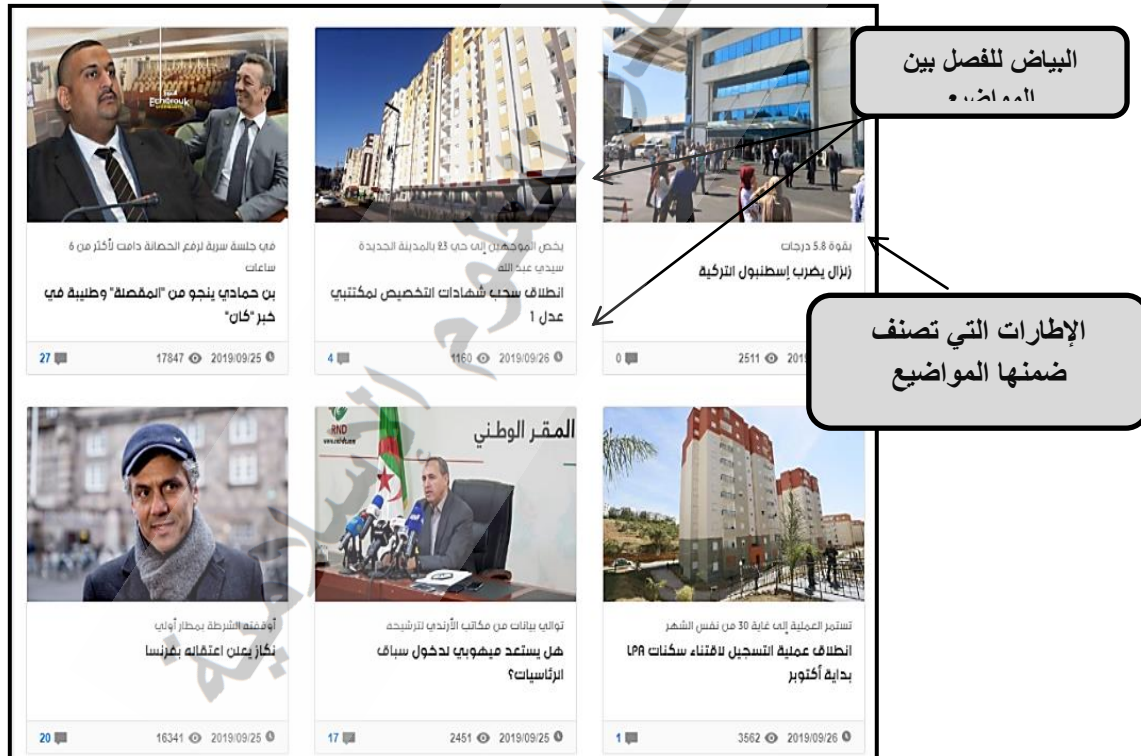 البياض للفصل بين
المواضيع
الإطارات التي تصنف
ضمنها المواضيع
بقوة 5.8 درجات
زلزال يضرب إسطنبول التركية
0 2511
يخص الموجهين إلى حي 23 بالمدينة الجديدة
سيدي عبد الله
انطلاق سحب شهادات التخصيص لمكتتبي
عدل 1
2019/09/26 1160 4
Echorouk
في جلسة سرية لرفع الحصانة دامت لأكثر من 6
ساعات
بن حمادي ينجو من "المقصلة" وطليبة في
خبر "كان"
2019/09/25 17847 27
تستمر العملية إلى غاية 30 من نفس الشهر
انطلاق عملية التسجيل لاقتناء سكنات LPA
بداية أكتوبر
2019/09/26 3562 1
المقر الوطني
RND
توالي بيانات من مكاتب الأرندي لترشيحه
هل يستعد ميهوبي لدخول سباق
الرئاسيات؟
2019/09/25 2451 17
أوقفته الشرطة بمطار أولي
نكاز يعلن اعتقاله بفرنسا
2019/09/25 16341 20